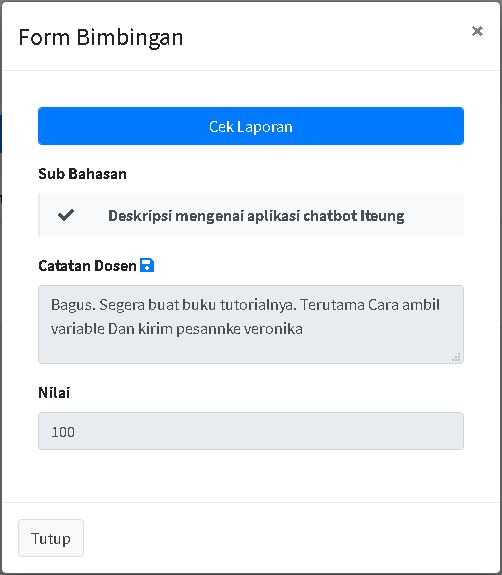 Form Bimbingan
×
Cek Laporan
Sub Bahasan
Deskripsi mengenai aplikasi chatbot Iteung
Catatan Dosen
Bagus. Segera buat buku tutorialnya. Terutama Cara ambil
variable Dan kirim pesannke veronika
Nilai
100
Tutup